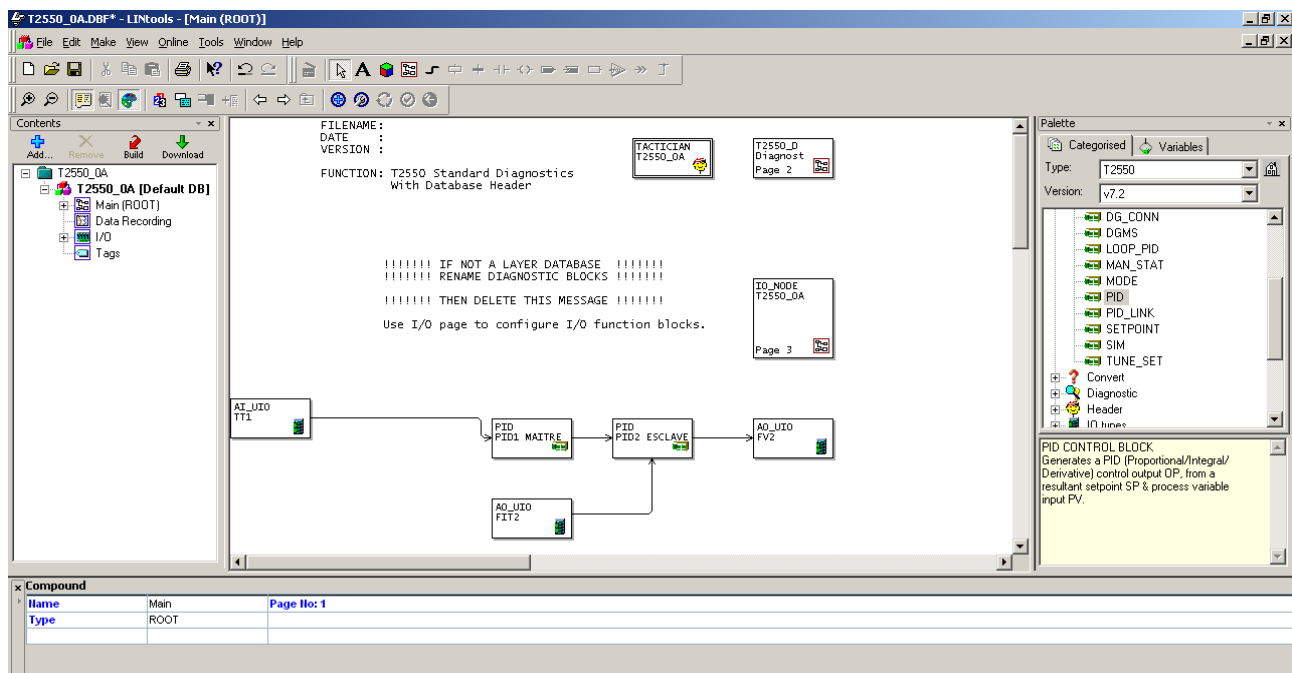 T2550_0A.DBF* - LINtools - [Main (ROOT)]
File Edit Make View Online Tools Window Help
Contents
Add... Remove Build Download
T2550_0A
T2550_0A [Default DB]
Main (ROOT)
Data Recording
I/O
Tags
FILENAME:
DATE :
VERSION :
FUNCTION: T2550 Standard Diagnostics
With Database Header
TACTICIAN
T2550_0A
T2550_D
Diagnost
Page 2
!!!!!!! IF NOT A LAYER DATABASE !!!!!!!
!!!!!!! RENAME DIAGNOSTIC BLOCKS !!!!!!!
!!!!!!! THEN DELETE THIS MESSAGE !!!!!!!
Use I/O page to configure I/O function blocks.
IO_NODE
T2550_0A
Page 3
AI_UIO
TT1
PID
PID1 MAITRE
PID
PID2 ESCLAVE
AO_UIO
FV2
AO_UIO
FIT2
Palette
Categorised Variables
Type: T2550
Version: v7.2
DG_CONN
DGMS
LOOP_PID
MAN_STAT
MODE
PID
PID_LINK
SETPOINT
SIM
TUNE_SET
Convert
Diagnostic
Header
IO types
PID CONTROL BLOCK
Generates a PID (Proportional/Integral/
Derivative) control output OP, from a
resultant setpoint SP & process variable
input PV.
Compound
Name Main Page No: 1
Type ROOT